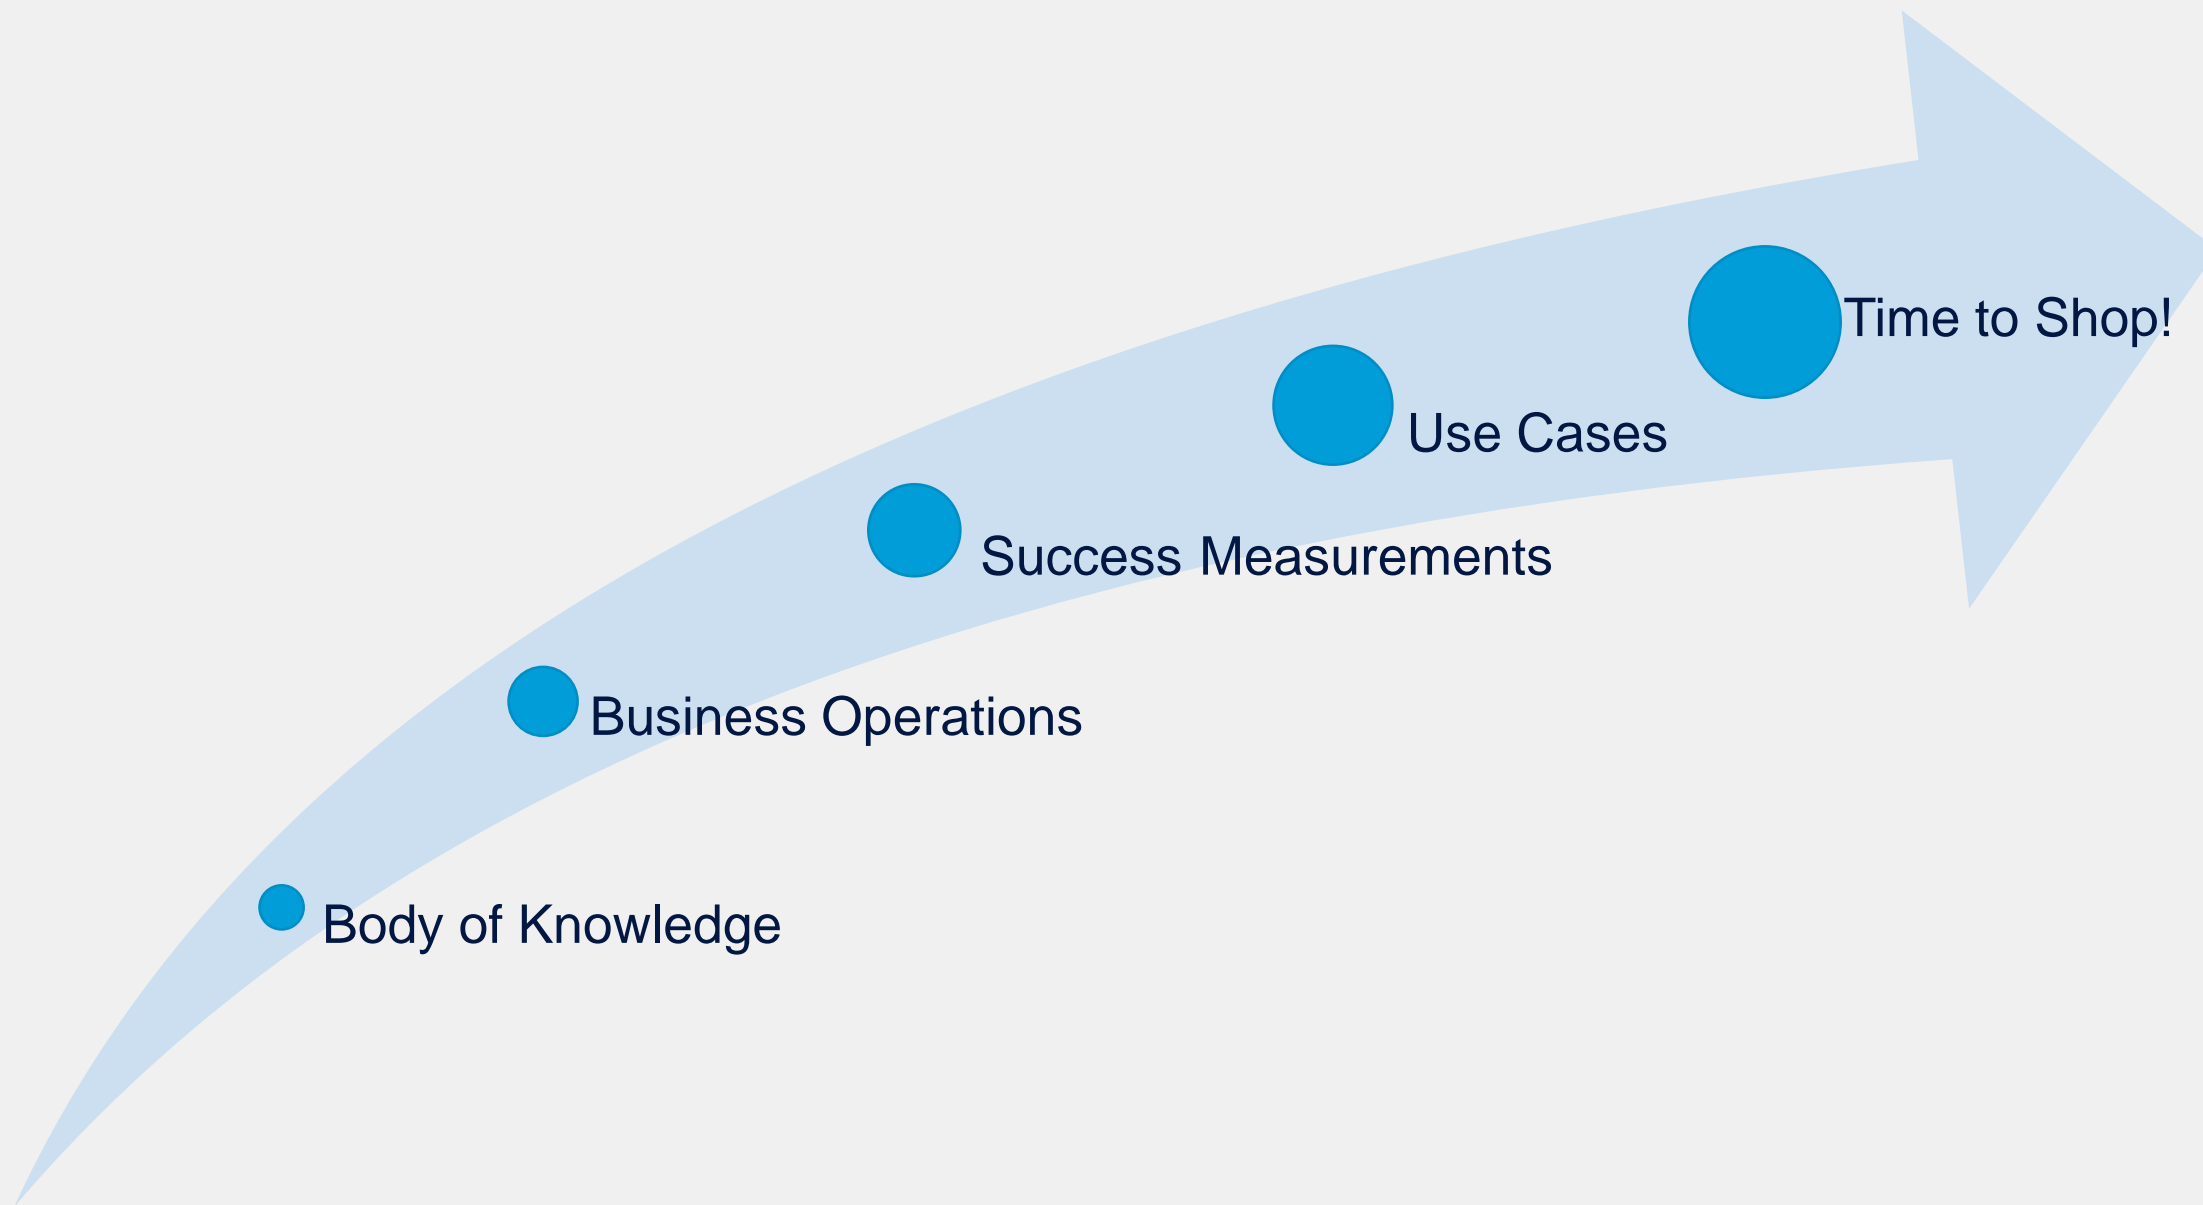 Time to Shop!
Use Cases
Success Measurements
Business Operations
Body of Knowledge